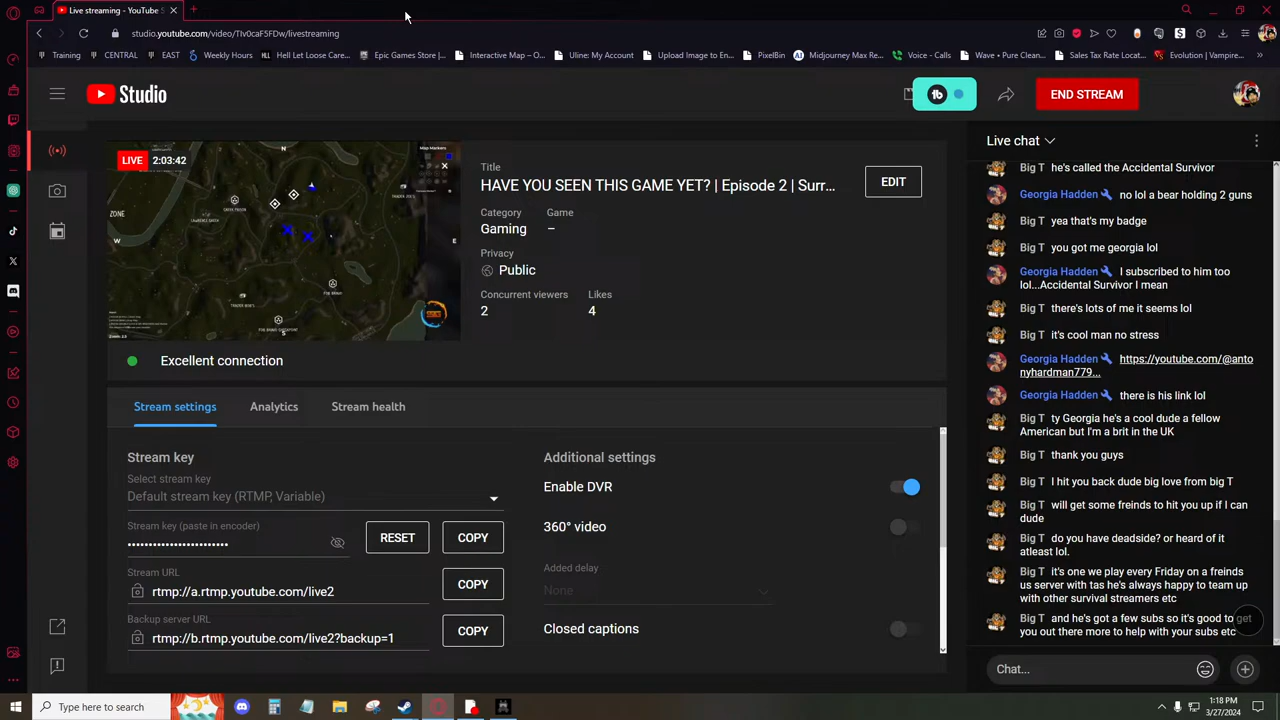 Live streaming - YouTube S
studio.youtube.com/video/TIv0caF5FDw/livestreaming
Training CENTRAL EAST Weekly Hours Hell Let Loose Care... Epic Games Store |... Interactive Map – O... Uline: My Account Upload Image to En... PixelBin Midjourney Max Re... Voice - Calls Wave • Pure Clean... Sales Tax Rate Locat... Evolution | Vampire...
Studio
END STREAM
LIVE 2:03:42
Map Markers
N
ZONE
W
E
S
Title
HAVE YOU SEEN THIS GAME YET? | Episode 2 | Surr...
EDIT
Category Game
Gaming –
Privacy
Public
Concurrent viewers Likes
2 4
Excellent connection
Stream settings Analytics Stream health
Stream key
Select stream key
Default stream key (RTMP, Variable)
Stream key (paste in encoder)
••••••••••••••••••••••••
RESET COPY
Stream URL
rtmp://a.rtmp.youtube.com/live2
COPY
Backup server URL
rtmp://b.rtmp.youtube.com/live2?backup=1
COPY
Additional settings
Enable DVR
360° video
Added delay
None
Closed captions
Live chat
Big T he's called the Accidental Survivor
Georgia Hadden no lol a bear holding 2 guns
Big T yea that's my badge
Big T you got me georgia lol
Georgia Hadden I subscribed to him too
lol...Accidental Survivor I mean
Big T there's lots of me it seems lol
Big T it's cool man no stress
Georgia Hadden https://youtube.com/@anto
nyhardman779...
Georgia Hadden there is his link lol
Big T ty Georgia he's a cool dude a fellow
American but I'm a brit in the UK
Big T thank you guys
Big T I hit you back dude big love from big T
Big T will get some freinds to hit you up if I can
dude
Big T do you have deadside? or heard of it
atleast lol.
Big T it's one we play every Friday on a freinds
us server with tas he's always happy to team up
with other survival streamers etc
Big T and he's got a few subs so it's good to get
you out there more to help with your subs etc
Chat...
Type here to search
1:18 PM
3/27/2024